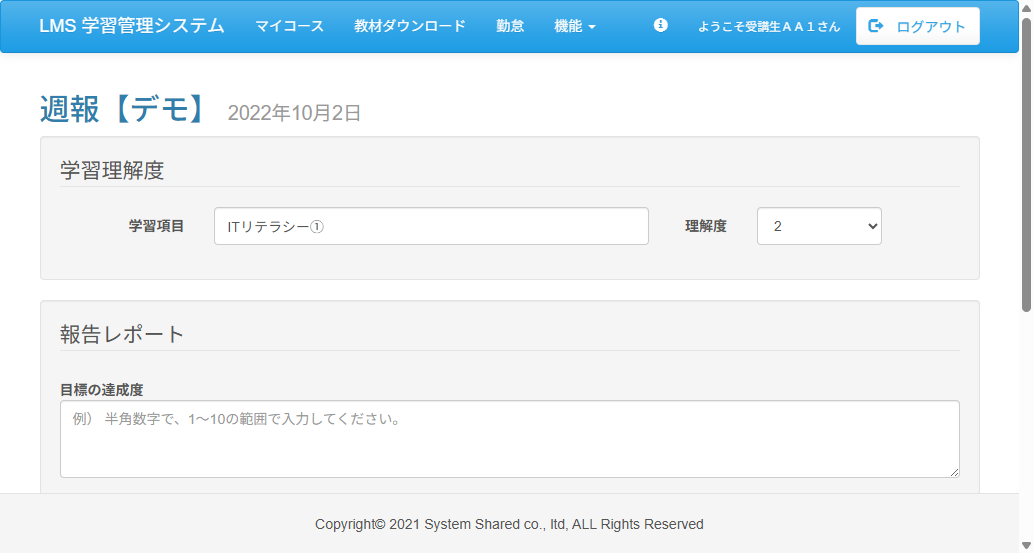 LMS 学習管理システム マイコース 教材ダウンロード 勤怠 機能 ようこそ受講生ＡＡ１さん ログアウト
週報【デモ】 2022年10月2日
学習理解度
学習項目 ITリテラシー① 理解度 2
報告レポート
目標の達成度
例） 半角数字で、1～10の範囲で入力してください。
Copyright© 2021 System Shared co., ltd, ALL Rights Reserved